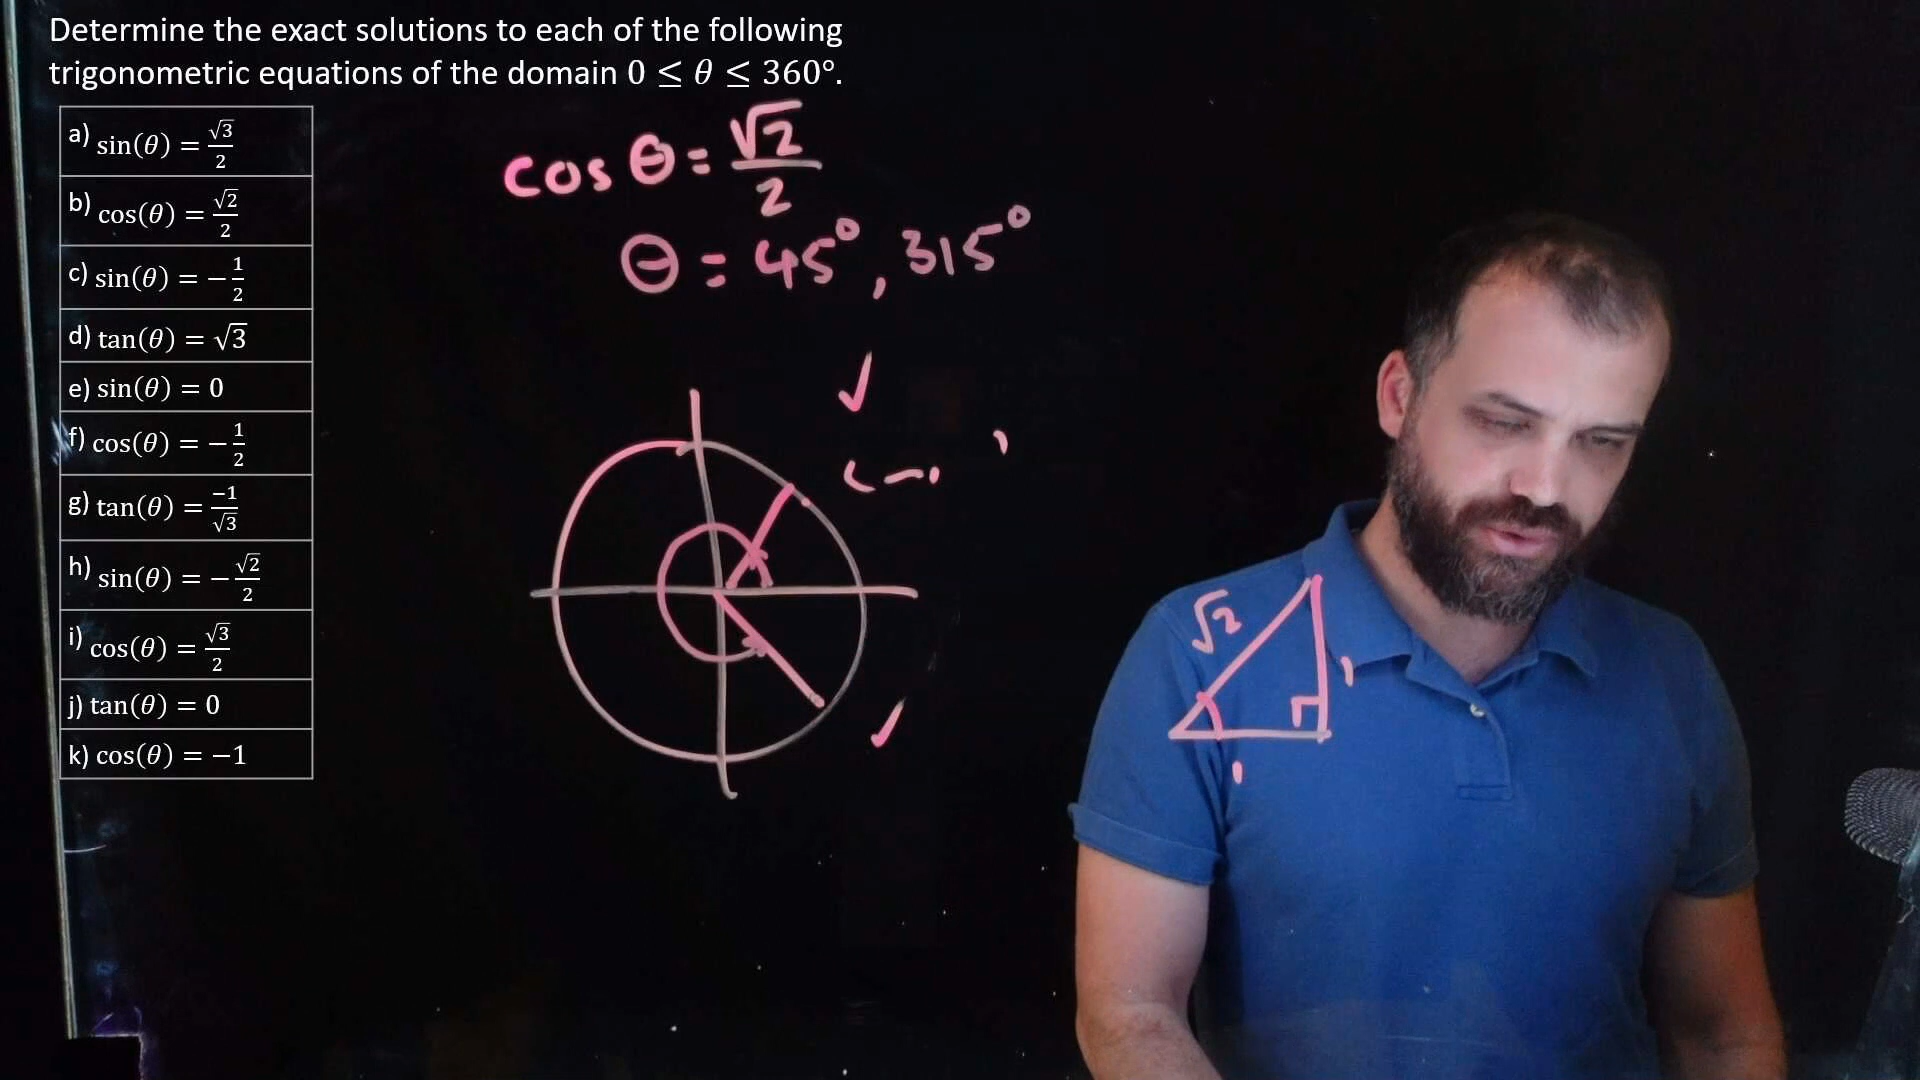 Determine the exact solutions to each of the following
trigonometric equations of the domain 0 ≤ θ ≤ 360°.
a) sin(θ) = √3/2
b) cos(θ) = √2/2
c) sin(θ) = −1/2
d) tan(θ) = √3
e) sin(θ) = 0
f) cos(θ) = −1/2
g) tan(θ) = −1/√3
h) sin(θ) = −√2/2
i) cos(θ) = √3/2
j) tan(θ) = 0
k) cos(θ) = −1
cos θ = √2/2
θ = 45°, 315°
√2
1
1